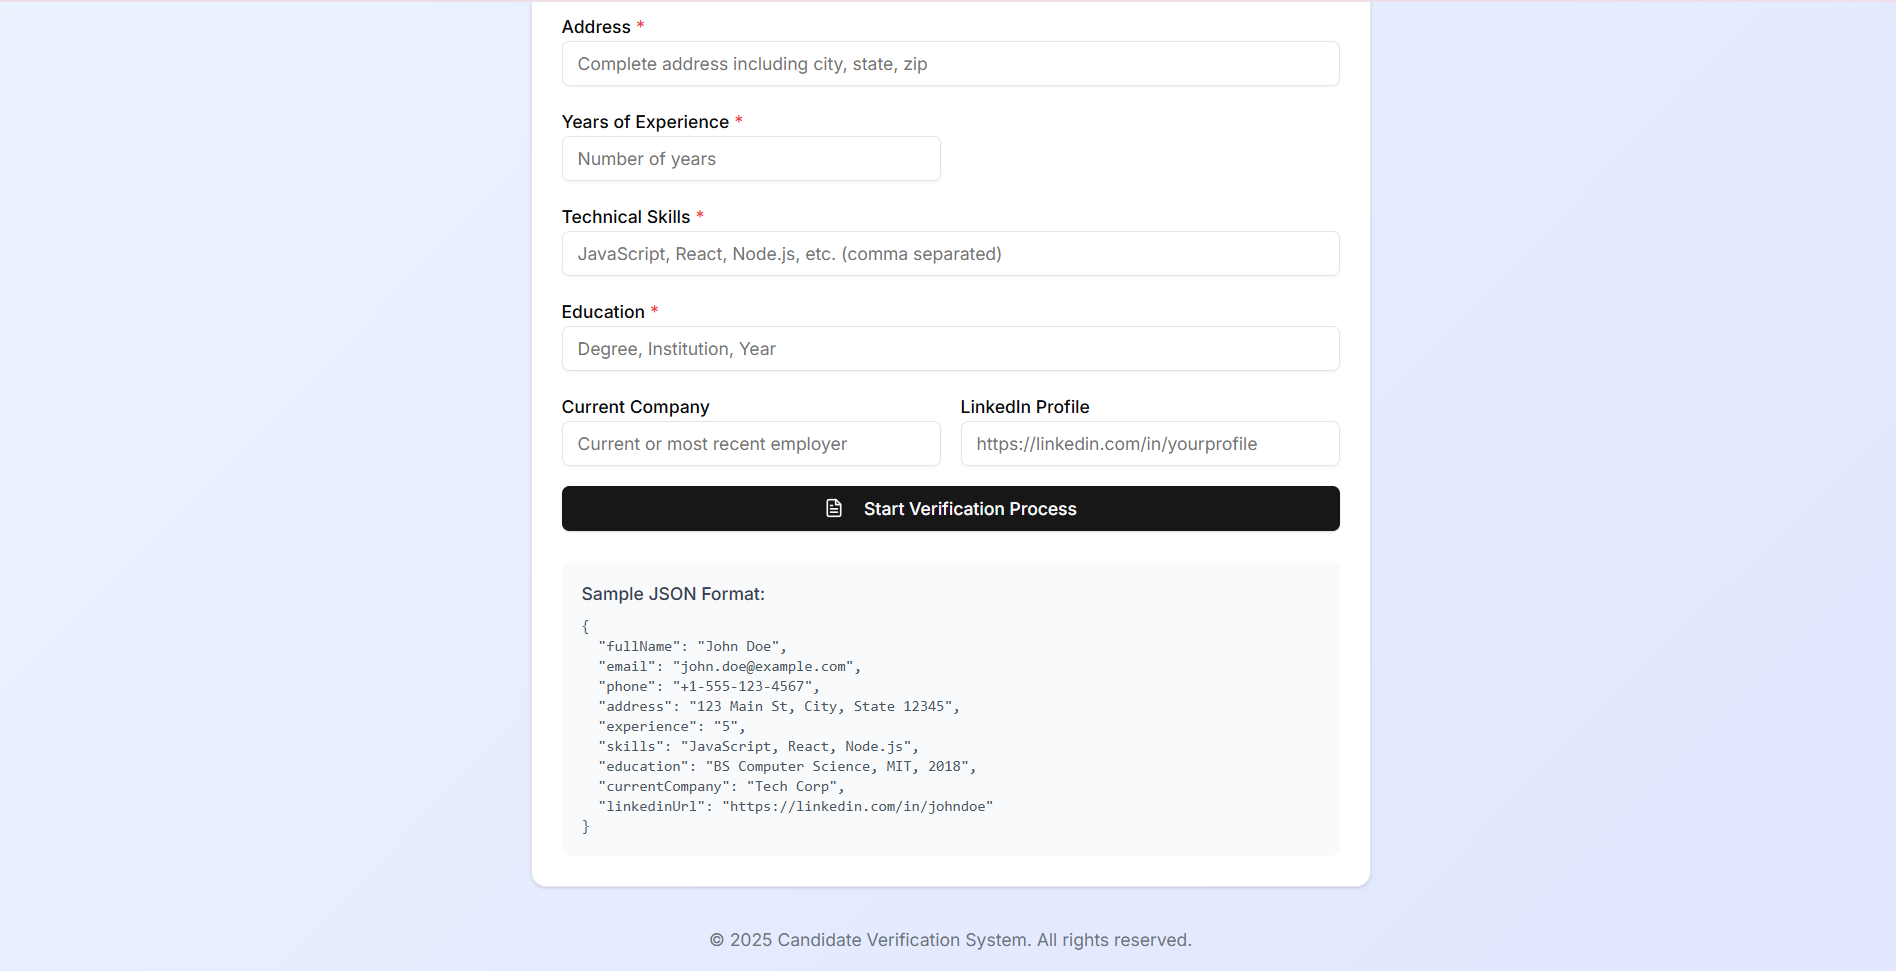 Address *
Complete address including city, state, zip
Years of Experience *
Number of years
Technical Skills *
JavaScript, React, Node.js, etc. (comma separated)
Education *
Degree, Institution, Year
Current Company
Current or most recent employer
LinkedIn Profile
https://linkedin.com/in/yourprofile
Start Verification Process
Sample JSON Format:
{
  "fullName": "John Doe",
  "email": "john.doe@example.com",
  "phone": "+1-555-123-4567",
  "address": "123 Main St, City, State 12345",
  "experience": "5",
  "skills": "JavaScript, React, Node.js",
  "education": "BS Computer Science, MIT, 2018",
  "currentCompany": "Tech Corp",
  "linkedinUrl": "https://linkedin.com/in/johndoe"
}
© 2025 Candidate Verification System. All rights reserved.